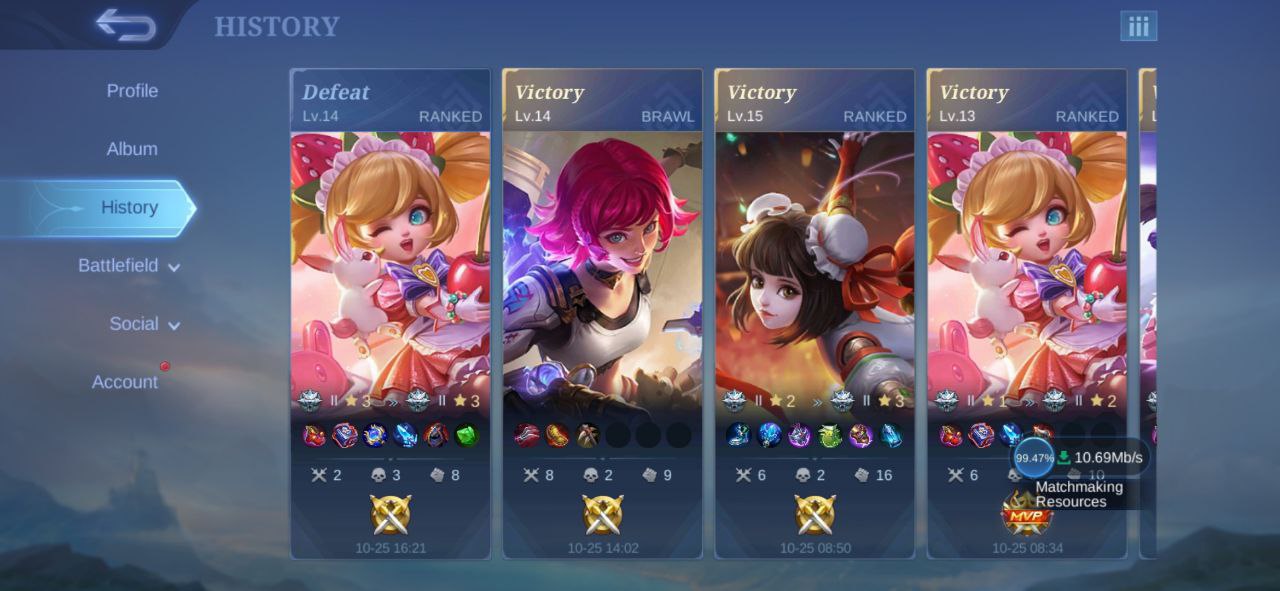 HISTORY
Profile
Album
History
Battlefield
Social
Account
Defeat
Lv.14 RANKED
II 3 » II 3
2 3 8
10-25 16:21
Victory
Lv.14 BRAWL
8 2 9
10-25 14:02
Victory
Lv.15 RANKED
II 2 » II 3
6 2 16
10-25 08:50
Victory
Lv.13 RANKED
II 1 » II 2
6 10
MVP
10-25 08:34
99.47% 10.69Mb/s
Matchmaking
Resources